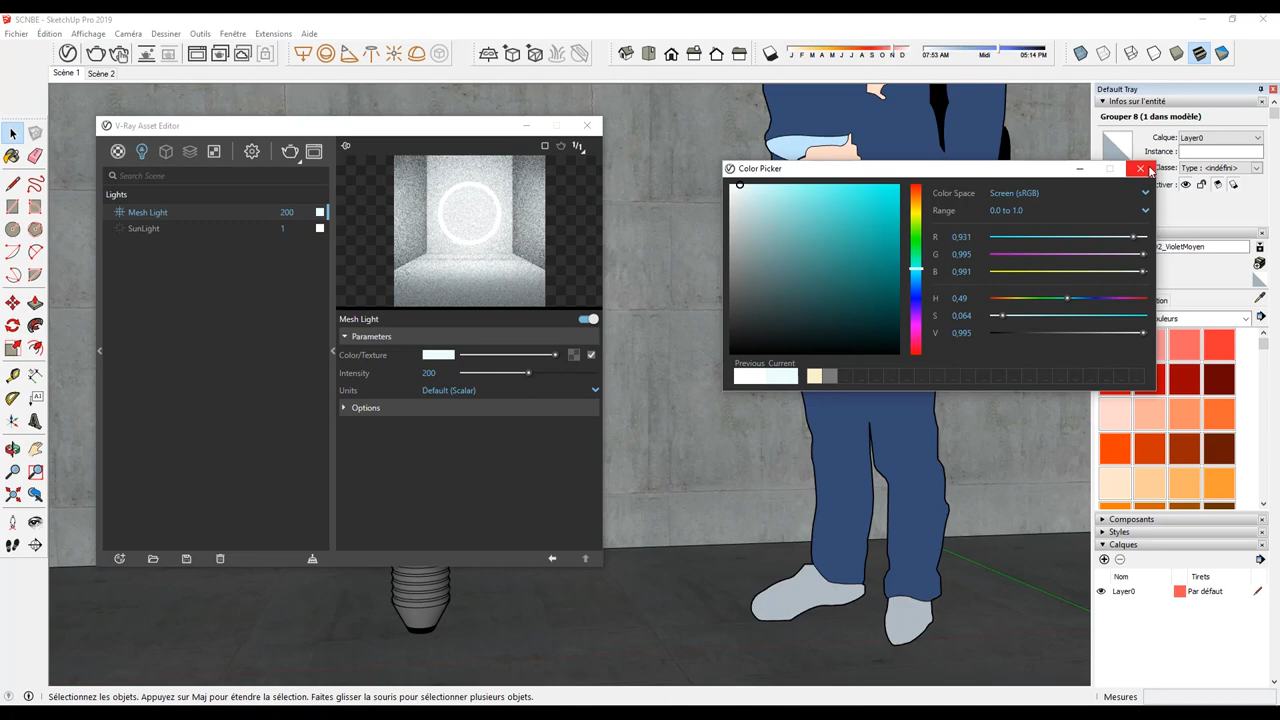 SCNBE - SketchUp Pro 2019
Fichier Édition Affichage Caméra Dessiner Outils Fenêtre Extensions Aide
J F M A M J J A S O N D
07:53 AM Midi 05:14 PM
Scène 1 Scène 2
Default Tray
Infos sur l'entité
Grouper 8 (1 dans modèle)
Calque: Layer0
Instance :
Type : <indéfini>
V-Ray Asset Editor
Search Scene
Lights
Mesh Light 200
SunLight 1
1/1
Mesh Light
Parameters
Color/Texture
Intensity 200
Units Default (Scalar)
Options
Color Picker
Color Space Screen (sRGB)
Range 0.0 to 1.0
R 0,931
G 0,995
B 0,991
H 0,49
S 0,064
V 0,995
Previous Current
Composants
Styles
Calques
Nom Tirets
Layer0 Par défaut
Sélectionnez les objets. Appuyez sur Maj pour étendre la sélection. Faites glisser la souris pour sélectionner plusieurs objets.
Mesures